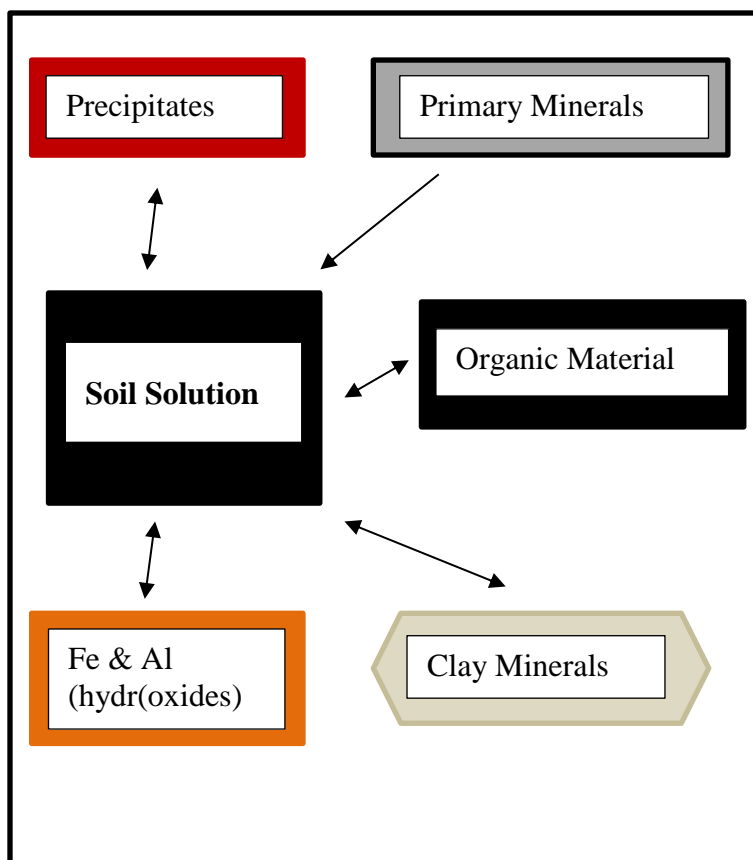 Precipitates
Primary Minerals
Soil Solution
Organic Material
Fe & Al
(hydr(oxides)
Clay Minerals